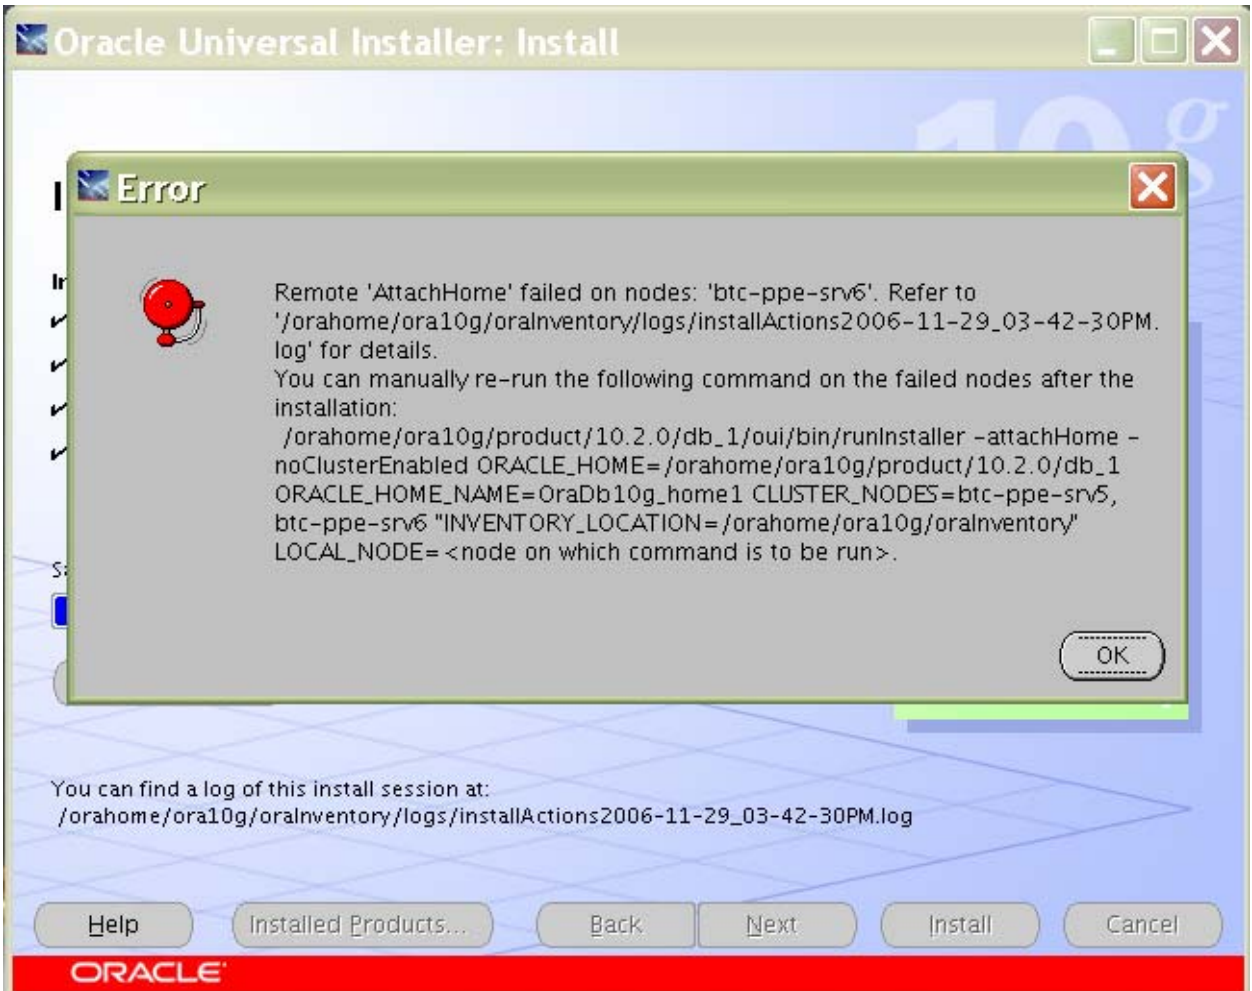 Oracle Universal Installer: Install
10g
Error
Remote 'AttachHome' failed on nodes: 'btc-ppe-srv6'. Refer to
'/orahome/ora10g/oraInventory/logs/installActions2006-11-29_03-42-30PM.
log' for details.
You can manually re-run the following command on the failed nodes after the
installation:
/orahome/ora10g/product/10.2.0/db_1/oui/bin/runInstaller -attachHome -
noClusterEnabled ORACLE_HOME=/orahome/ora10g/product/10.2.0/db_1
ORACLE_HOME_NAME=OraDb10g_home1 CLUSTER_NODES=btc-ppe-srv5,
btc-ppe-srv6 "INVENTORY_LOCATION=/orahome/ora10g/oraInventory"
LOCAL_NODE=<node on which command is to be run>.
OK
You can find a log of this install session at:
/orahome/ora10g/oraInventory/logs/installActions2006-11-29_03-42-30PM.log
Help Installed Products... Back Next Install Cancel
ORACLE